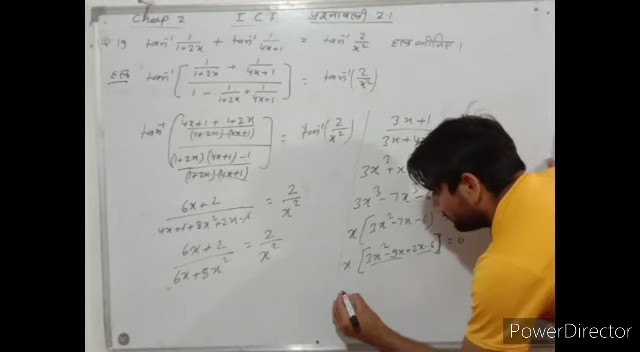 Chap 2 I C F प्रश्नावली 2.1
प्र.19 tan⁻¹ 1/(1+2x) + tan⁻¹ 1/(4x+1) = tan⁻¹ 2/x² हल कीजिए।
हल tan⁻¹ [ (1/(1+2x) + 1/(4x+1)) / (1 - 1/(1+2x) × 1/(4x+1)) ] = tan⁻¹(2/x²)
tan⁻¹ [ ((4x+1+1+2x)/((1+2x)·(4x+1))) / (((1+2x)·(4x+1)-1)/((1+2x)·(4x+1))) ] = tan⁻¹(2/x²)
(6x+2)/(4x+1+8x²+2x-1) = 2/x²
(6x+2)/(6x+8x²) = 2/x²
3x+1
3x+4
3x³+x
3x³-7x²-6
x[3x²-7x-6]
x[3x²-9x+2x-6] = 0
PowerDirector